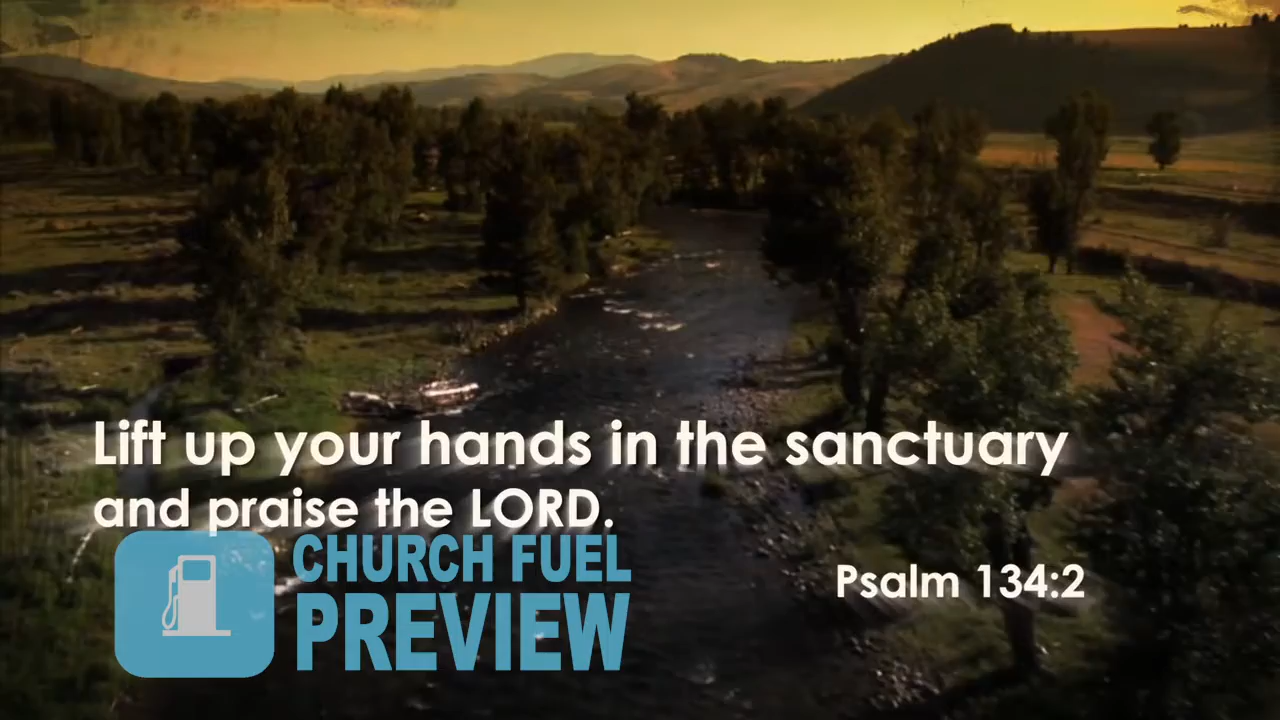 Lift up your hands in the sanctuary
and praise the LORD.
CHURCH FUEL
PREVIEW
Psalm 134:2